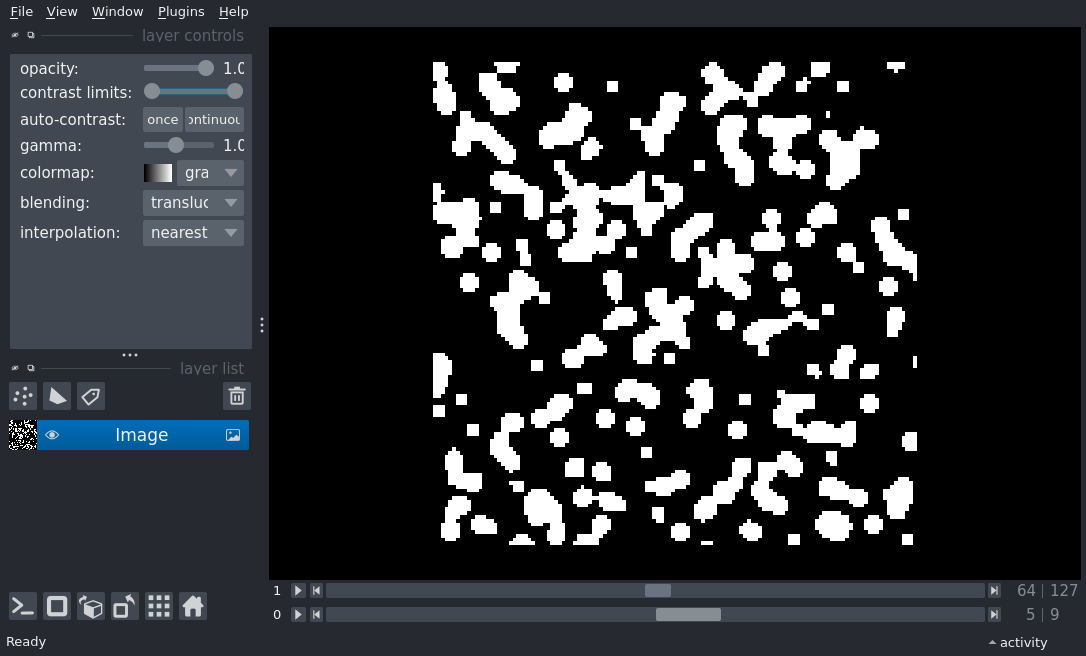 File View Window Plugins Help
layer controls
opacity: 1.0
contrast limits:
auto-contrast: once ontinuou
gamma: 1.0
colormap: gra
blending: transluc
interpolation: nearest
layer list
Image
1 64 | 127
0 5 | 9
Ready activity